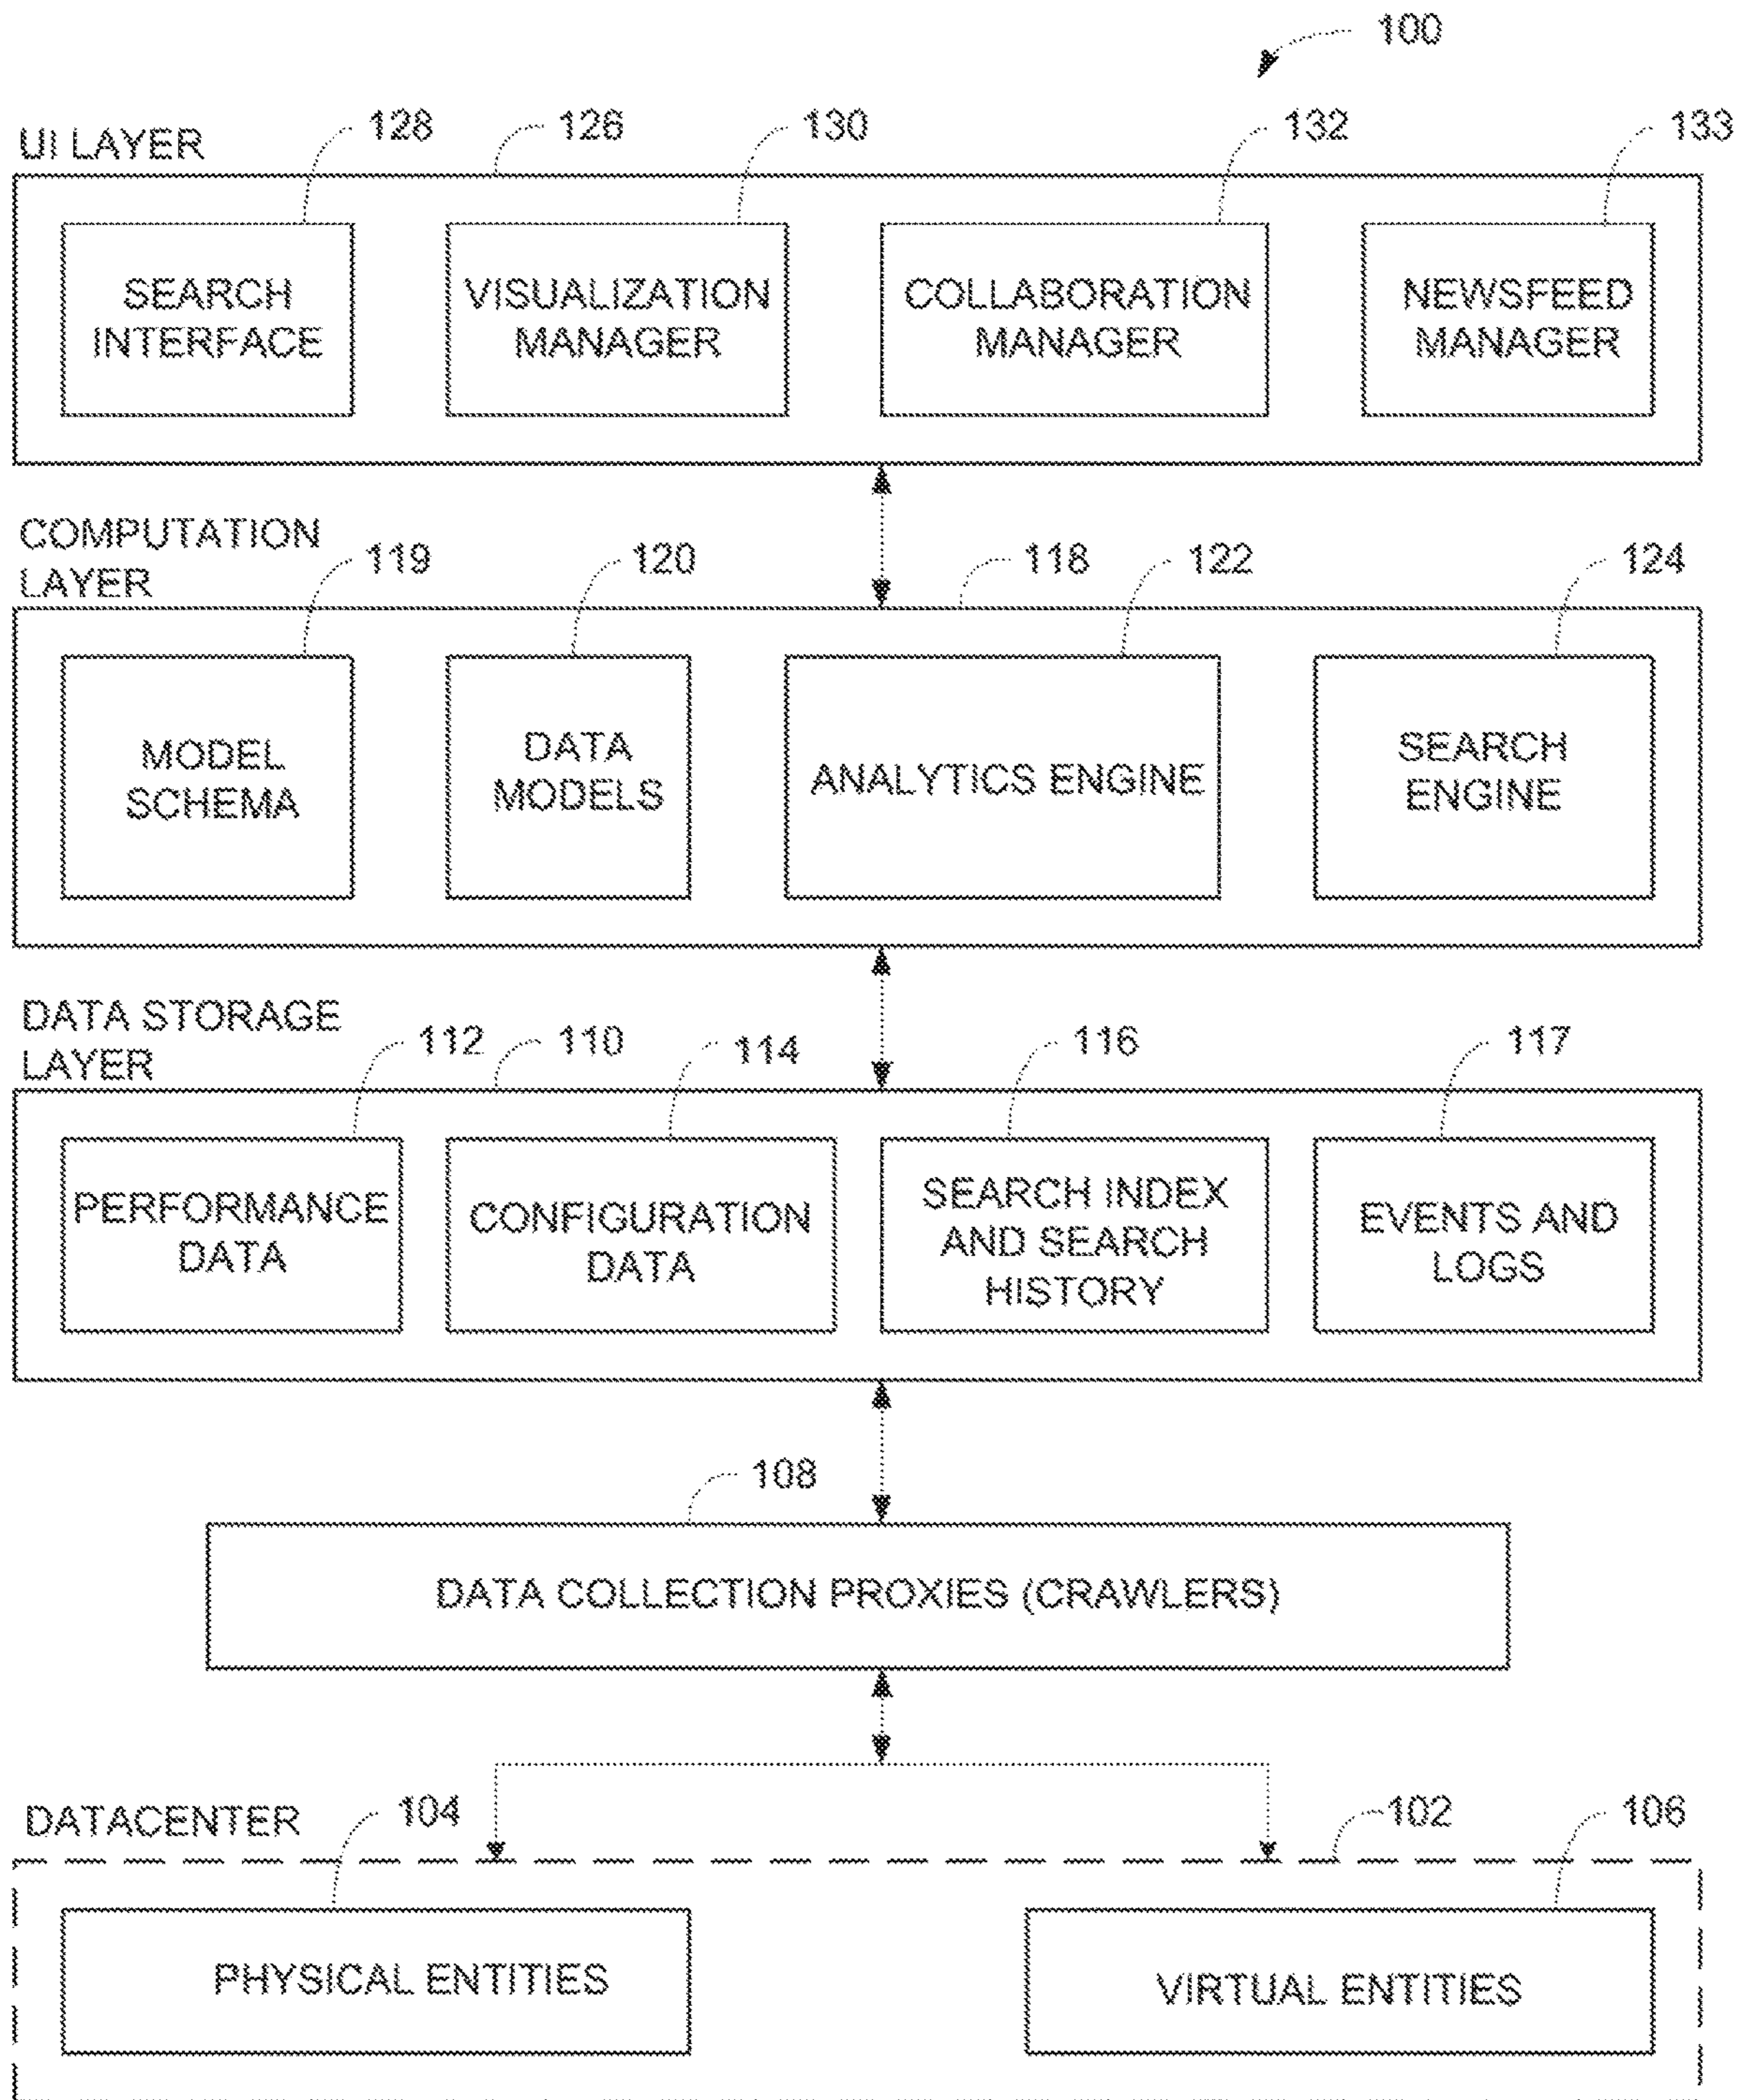 100
UI LAYER
128
126
130
132
133
SEARCH
INTERFACE
VISUALIZATION
MANAGER
COLLABORATION
MANAGER
NEWSFEED
MANAGER
COMPUTATION
LAYER
119
120
118
122
124
MODEL
SCHEMA
DATA
MODELS
ANALYTICS ENGINE
SEARCH
ENGINE
DATA STORAGE
LAYER
112
110
114
116
117
PERFORMANCE
DATA
CONFIGURATION
DATA
SEARCH INDEX
AND SEARCH
HISTORY
EVENTS AND
LOGS
108
DATA COLLECTION PROXIES (CRAWLERS)
DATACENTER
104
102
106
PHYSICAL ENTITIES
VIRTUAL ENTITIES